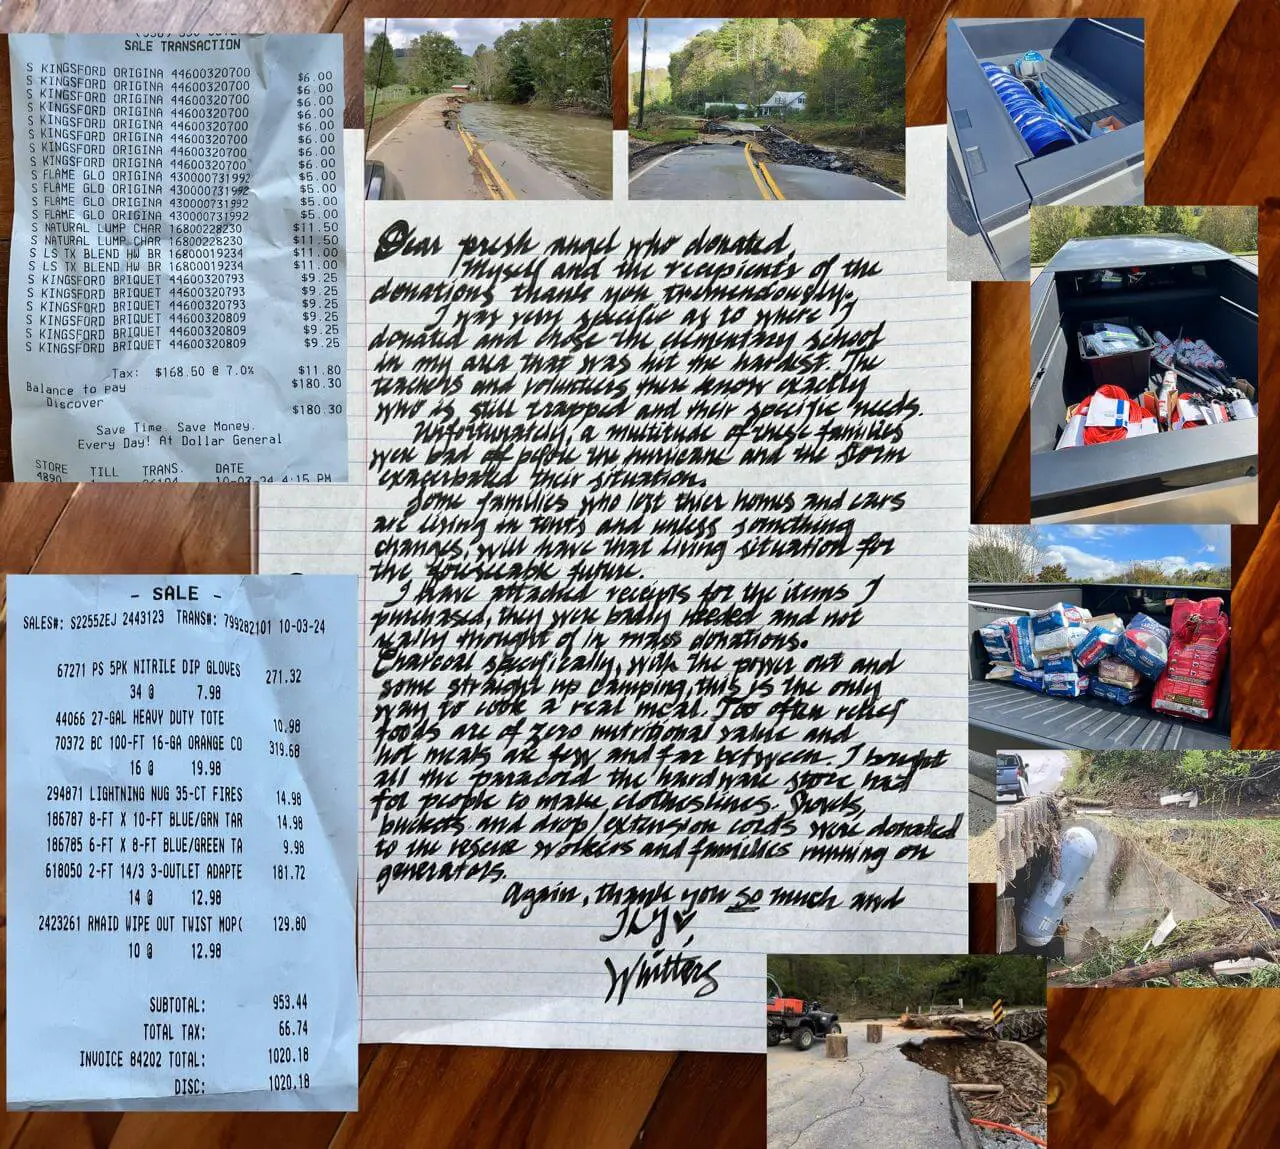 SALE TRANSACTION
S KINGSFORD ORIGINA 44600320700 $6.00
S KINGSFORD ORIGINA 44600320700 $6.00
S KINGSFORD ORIGINA 44600320700 $6.00
S KINGSFORD ORIGINA 44600320700 $6.00
S KINGSFORD ORIGINA 44600320700 $6.00
S KINGSFORD ORIGINA 44600320700 $6.00
S KINGSFORD ORIGINA 44600320700 $6.00
S KINGSFORD ORIGINA 44600320700 $6.00
S FLAME GLO ORIGINA 430000731992 $5.00
S FLAME GLO ORIGINA 430000731992 $5.00
S FLAME GLO ORIGINA 430000731992 $5.00
S FLAME GLO ORIGINA 430000731992 $5.00
S NATURAL LUMP CHAR 16800228230 $11.50
S NATURAL LUMP CHAR 16800228230 $11.50
S LS TX BLEND HW BR 16800019234 $11.00
S LS TX BLEND HW BR 16800019234 $11.00
S KINGSFORD BRIQUET 44600320793 $9.25
S KINGSFORD BRIQUET 44600320793 $9.25
S KINGSFORD BRIQUET 44600320793 $9.25
S KINGSFORD BRIQUET 44600320809 $9.25
S KINGSFORD BRIQUET 44600320809 $9.25
S KINGSFORD BRIQUET 44600320809 $9.25
Tax: $168.50 @ 7.0% $11.80
Balance to pay $180.30
Discover $180.30
Save Time. Save Money.
Every Day! At Dollar General
STORE TILL TRANS. DATE
4890 10-03-24 4:15 PM
- SALE -
SALES#: S2255ZEJ 2443123 TRANS#: 799282101 10-03-24
67271 PS 5PK NITRILE DIP GLOVES 271.32
34 @ 7.98
44066 27-GAL HEAVY DUTY TOTE 10.98
70372 BC 100-FT 16-GA ORANGE CO 319.68
16 @ 19.98
294871 LIGHTNING NUG 35-CT FIRES 14.98
186787 8-FT X 10-FT BLUE/GRN TAR 14.98
186785 6-FT X 8-FT BLUE/GREEN TA 9.98
618050 2-FT 14/3 3-OUTLET ADAPTE 181.72
14 @ 12.98
2423261 RMAID WIPE OUT TWIST MOP( 129.80
10 @ 12.98
SUBTOTAL: 953.44
TOTAL TAX: 66.74
INVOICE 84202 TOTAL: 1020.18
DISC: 1020.18
Dear presh angel who donated,
Myself and the recipients of the
donations thank you tremendously.
I was very specific as to where I
donated and chose the elementary school
in my area that was hit the hardest. The
teachers and volunteers there know exactly
who is still trapped and their specific needs.
Unfortunately, a multitude of these families
were bad off before the hurricane and the storm
exacerbated their situation.
Some families who lost thier homes and cars
are living in tents and unless something
changes, will have that living situation for
the foreseeable future.
I have attached receipts for the items I
purchased, they were badly needed and not
really thought of in mass donations.
Charcoal specifically, with the power out and
some straight up camping, this is the only
way to cook a real meal. Too often relief
foods are of zero nutritional value and
hot meals are few and far between. I bought
all the paracord the hardware store had
for people to make clotheslines. Shovels,
buckets and drop/extension cords were donated
to the rescue workers and families running on
generators.
Again, thank you so much and
ILY♡
Whitters